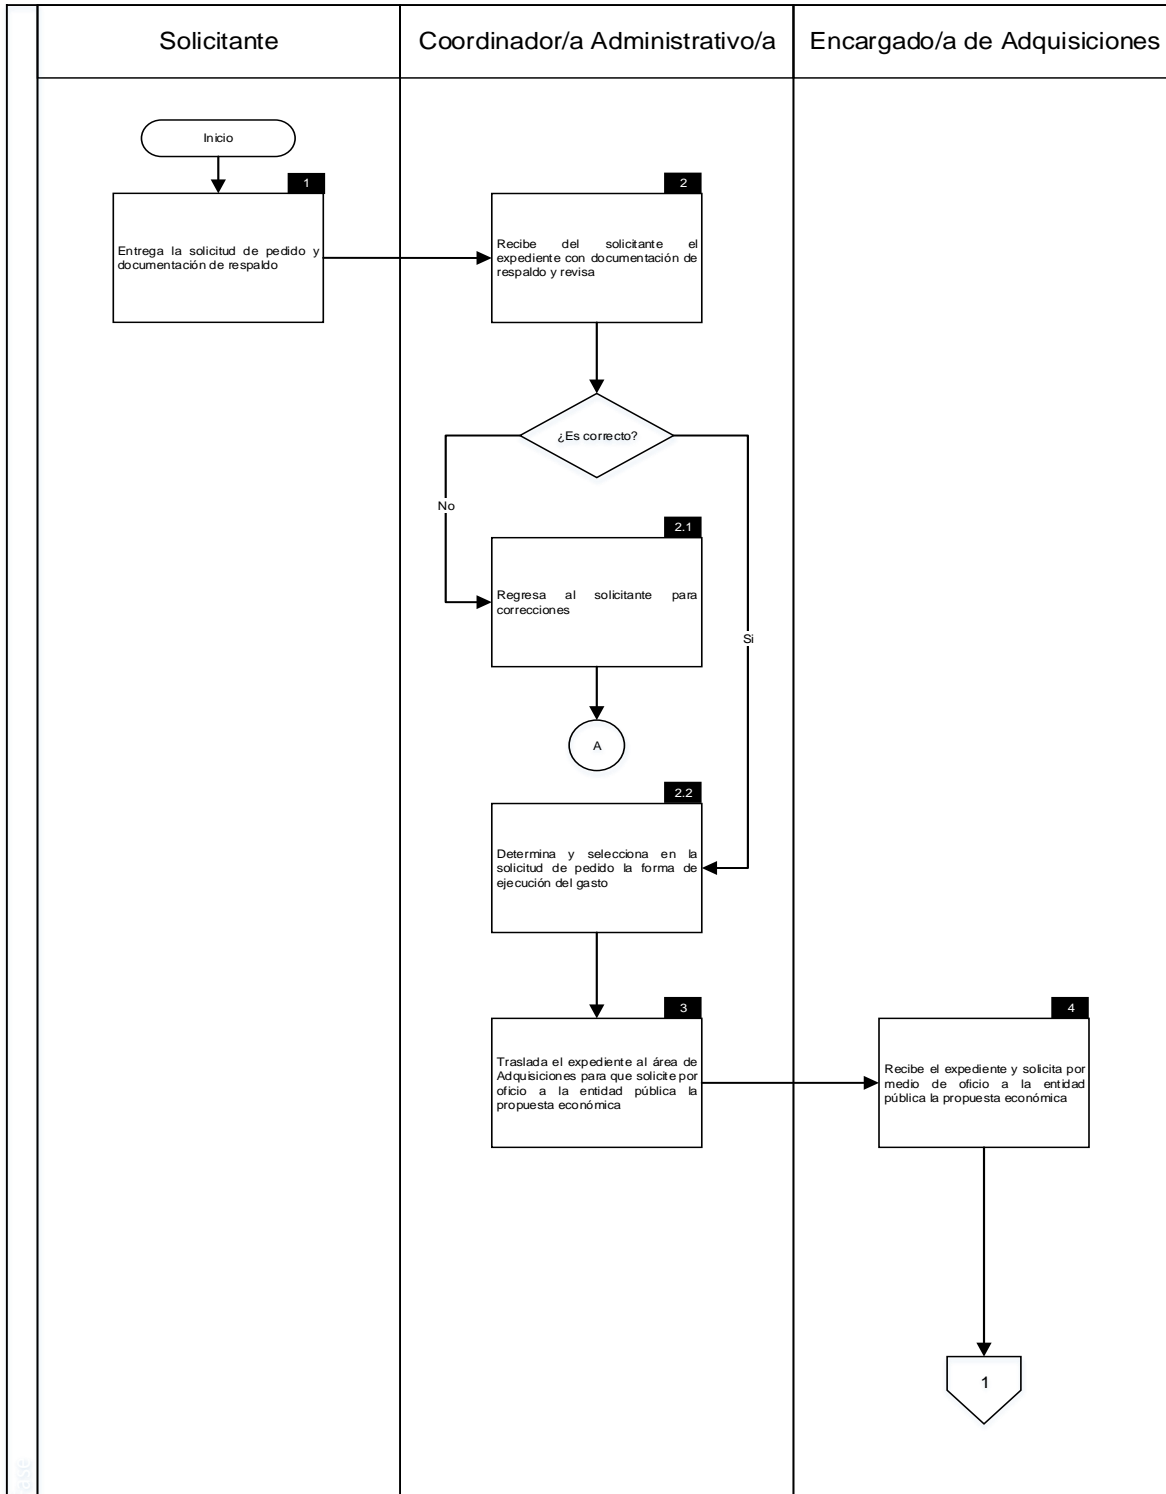 Solicitante
Coordinador/a Administrativo/a
Encargado/a de Adquisiciones
Inicio
1
Entrega la solicitud de pedido y
documentación de respaldo
2
Recibe del solicitante el
expediente con documentación de
respaldo y revisa
¿Es correcto?
No
Si
2.1
Regresa al solicitante para
correcciones
A
2.2
Determina y selecciona en la
solicitud de pedido la forma de
ejecución del gasto
3
Traslada el expediente al área de
Adquisiciones para que solicite por
oficio a la entidad pública la
propuesta económica
4
Recibe el expediente y solicita por
medio de oficio a la entidad
pública la propuesta económica
1